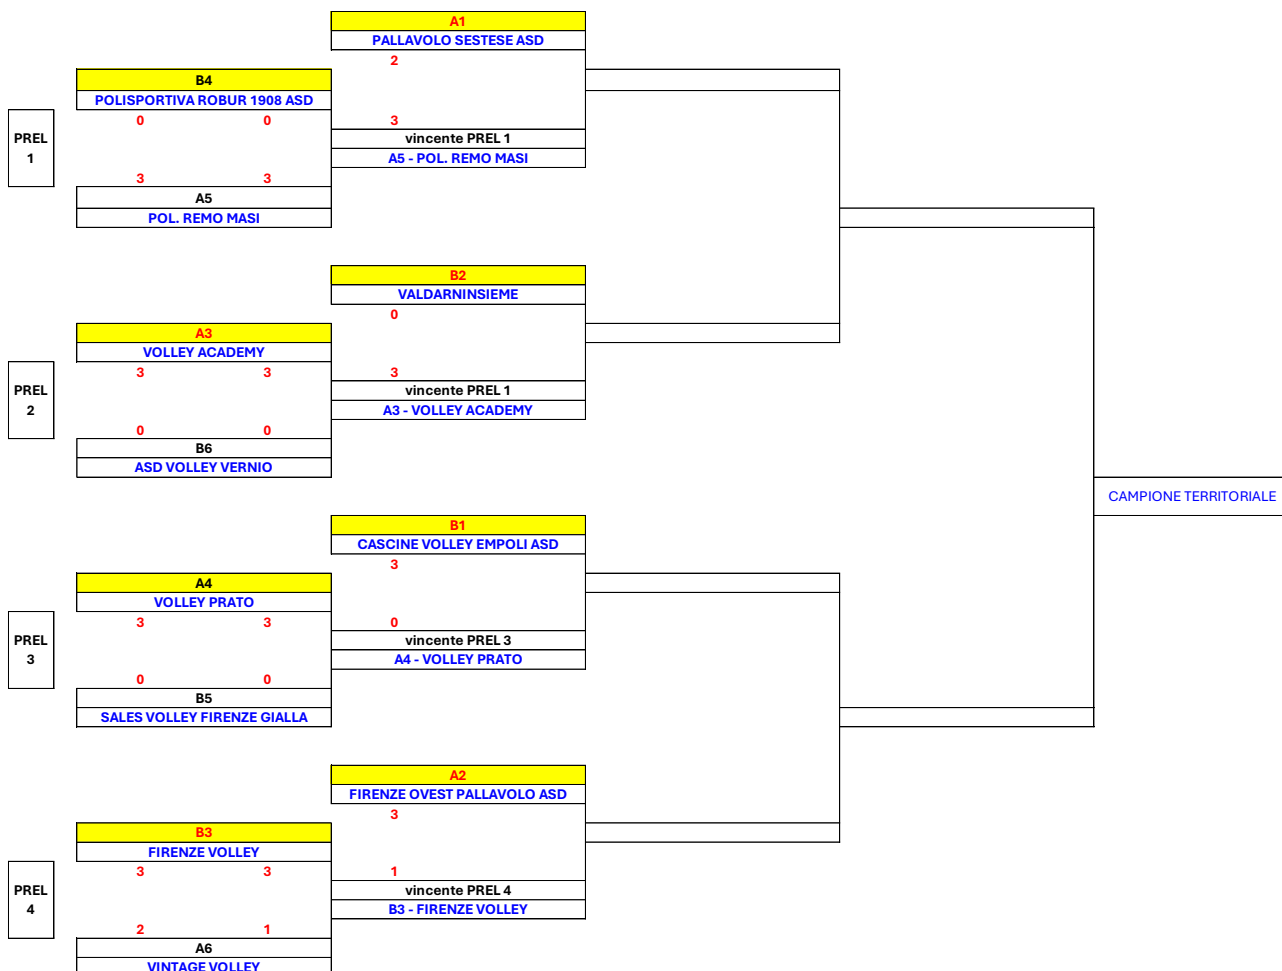 A1
PALLAVOLO SESTESE ASD
2
B4
POLISPORTIVA ROBUR 1908 ASD
0 0
3
PREL
1
vincente PREL 1
A5 - POL. REMO MASI
3 3
A5
POL. REMO MASI
B2
VALDARNINSIEME
0
A3
VOLLEY ACADEMY
3 3
3
PREL
2
vincente PREL 1
A3 - VOLLEY ACADEMY
0 0
B6
ASD VOLLEY VERNIO
CAMPIONE TERRITORIALE
B1
CASCINE VOLLEY EMPOLI ASD
3
A4
VOLLEY PRATO
3 3
0
PREL
3
vincente PREL 3
A4 - VOLLEY PRATO
0 0
B5
SALES VOLLEY FIRENZE GIALLA
A2
FIRENZE OVEST PALLAVOLO ASD
3
B3
FIRENZE VOLLEY
3 3
1
PREL
4
vincente PREL 4
B3 - FIRENZE VOLLEY
2 1
A6
VINTAGE VOLLEY